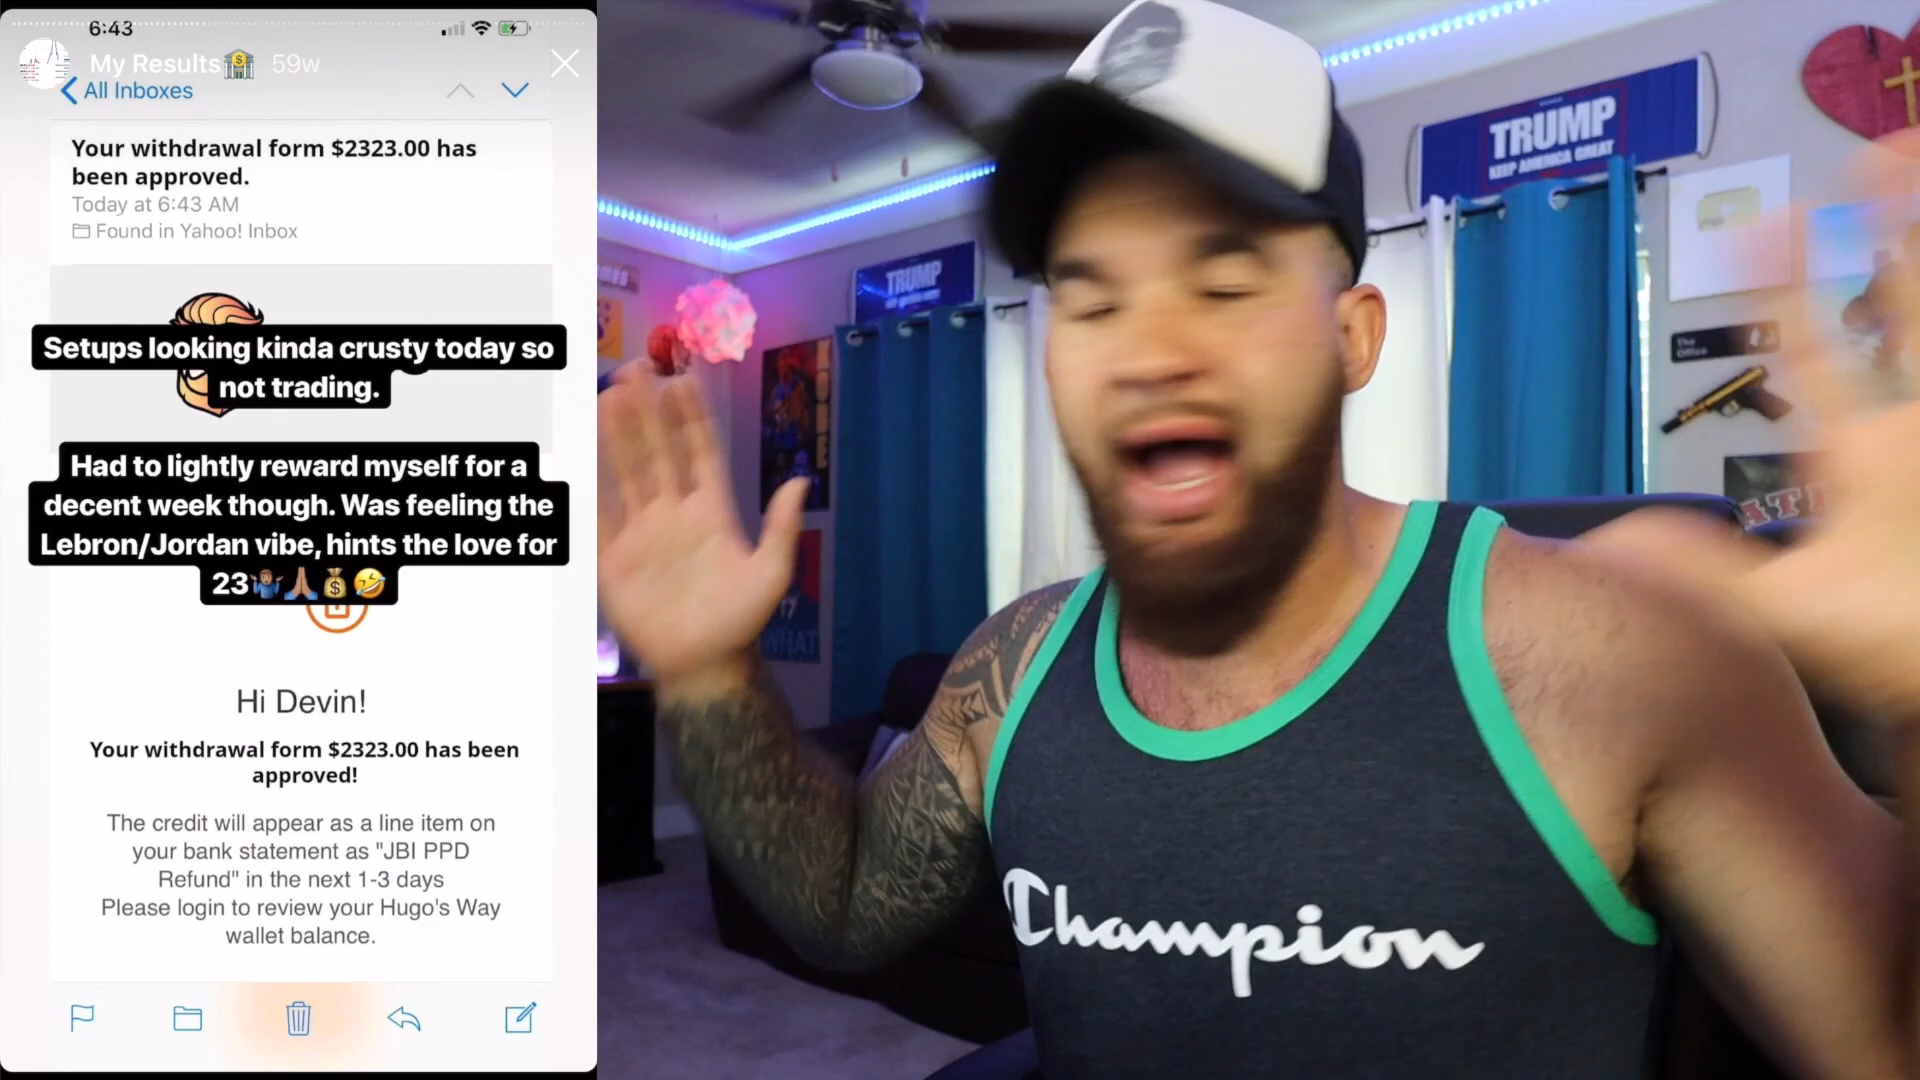 6:43
My Results🏦 59w
All Inboxes
Your withdrawal form $2323.00 has
been approved.
Today at 6:43 AM
Found in Yahoo! Inbox
Setups looking kinda crusty today so
not trading.
Had to lightly reward myself for a
decent week though. Was feeling the
Lebron/Jordan vibe, hints the love for
23🤷🏽‍♂️🙏🏽💰🤣
Hi Devin!
Your withdrawal form $2323.00 has been
approved!
The credit will appear as a line item on
your bank statement as "JBI PPD
Refund" in the next 1-3 days
Please login to review your Hugo's Way
wallet balance.
TRUMP
TRUMP
KEEP AMERICA GREAT
The
Office
WHAT
Champion